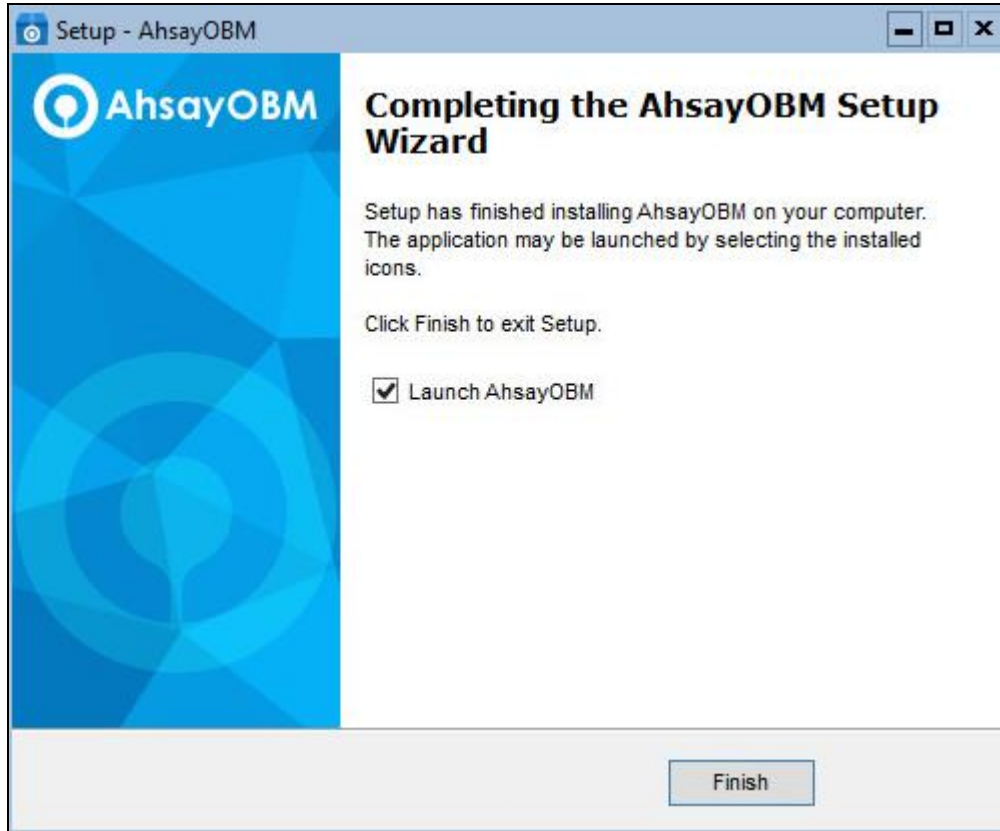 Setup - AhsayOBM
AhsayOBM
Completing the AhsayOBM Setup
Wizard
Setup has finished installing AhsayOBM on your computer.
The application may be launched by selecting the installed
icons.
Click Finish to exit Setup.
Launch AhsayOBM
Finish